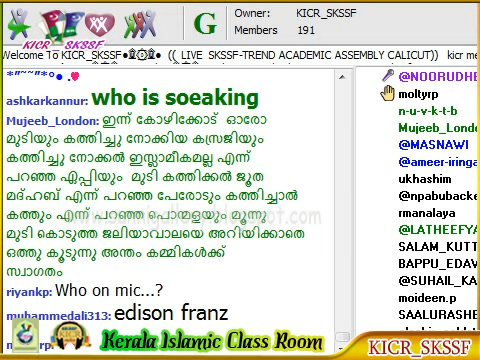 Owner: KICR_SKSSF
Members 191
G
KICR_SKSSF
Welcome To KICR_SKSSF ((  LIVE  SKSSF-TREND ACADEMIC ASSEMBLY CALICUT)) kicr me
ashkarkannur: who is soeaking
Mujeeb_London: ഇന്ന് കോഴിക്കോട് ഓരോ
മുടിയും കത്തിച്ചു നോക്കിയ കസ്രജിയും
കത്തിച്ചു നോക്കൽ ഇസ്ലാമീകമല്ല എന്ന്
പറഞ്ഞ ഏപ്പിയും മുടി കത്തിക്കൽ ജൂത
മദ്ഹബ് എന്ന് പറഞ്ഞ പേരോടും കത്തിച്ചാൽ
കത്തും എന്ന് പറഞ്ഞ പൊന്മളയും മൂന്നു
മുടി കൊടുത്ത ജലിയാവാലയെ അറിയിക്കാതെ
ഒത്തു കൂടുന്നു അന്തം കമ്മികൾക്ക്
സ്വാഗതം
riyankp: Who on mic...?
muhammedali313: edison franz
Kerala Islamic Class Room
@NOORUDHE
moltyrp
n-u-v-k-t-b
Mujeeb_Londe
@MASNAWI
@ameer-iringa
ukhashim
@npabubacke
rmanalaya
@LATHEEFYA
SALAM_KUTT
BAPPU_EDAV
@SUHAIL_KA
moideen.p
SAALURASHE
KICR_SKSSF